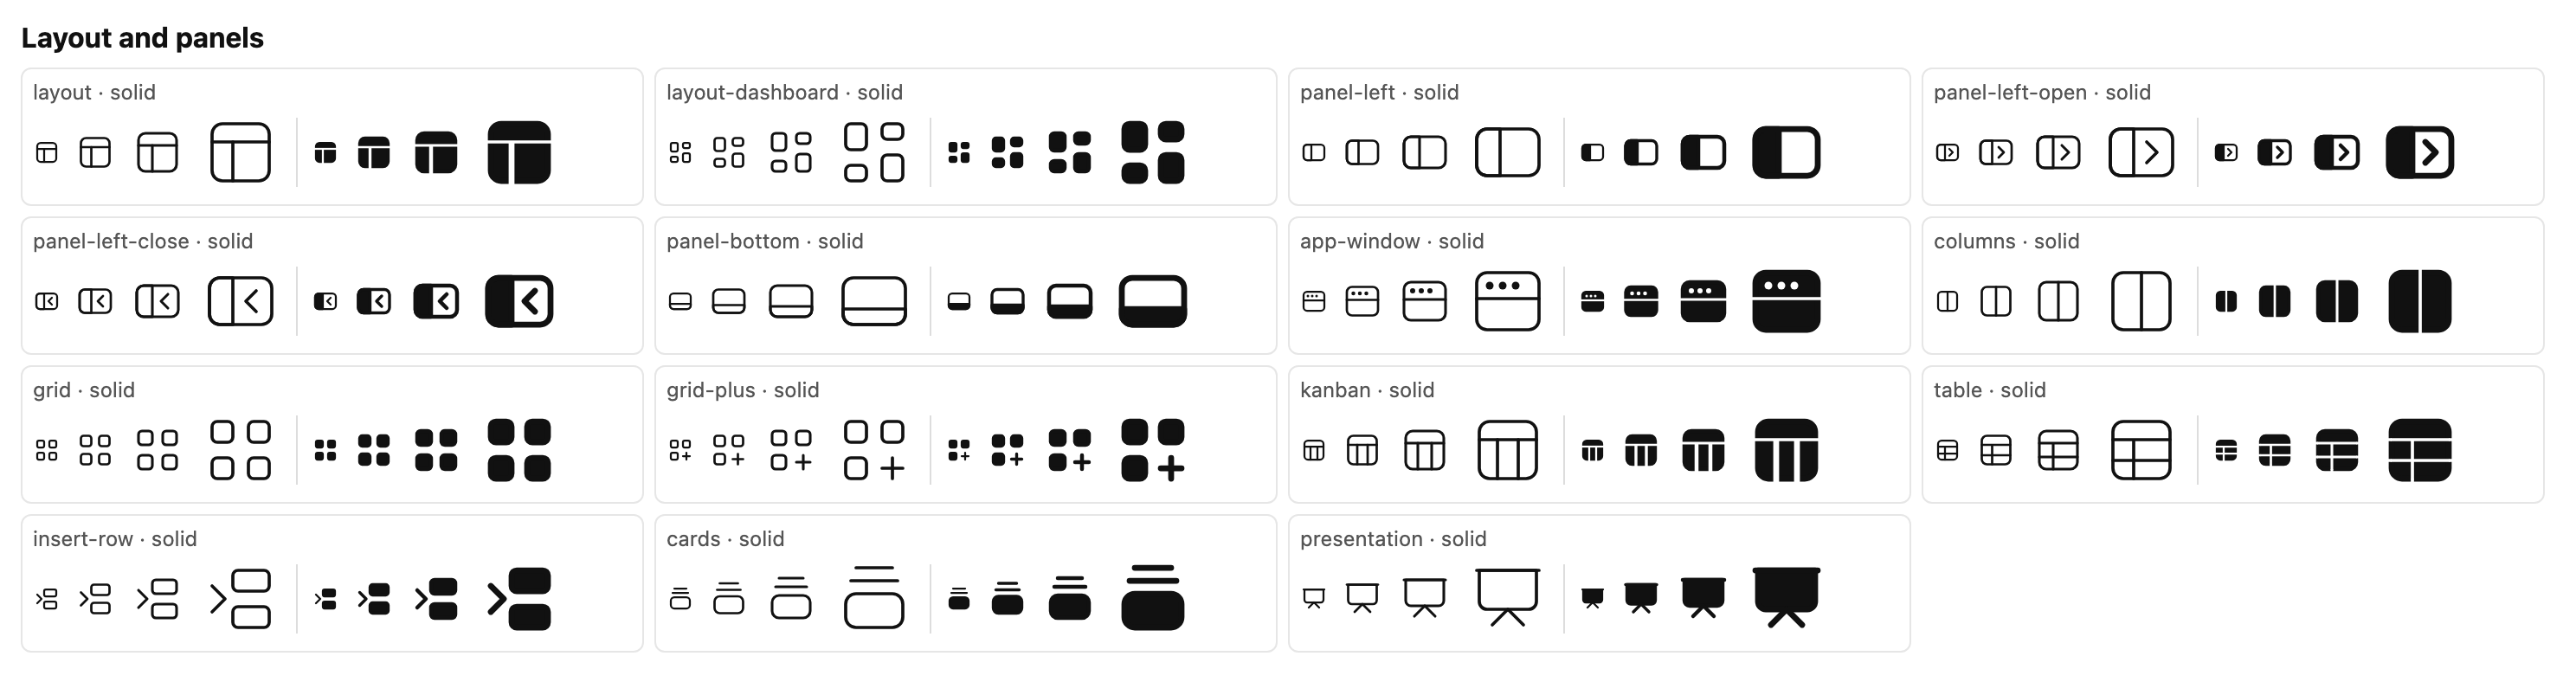 Layout and panels
layout · solid
layout-dashboard · solid
panel-left · solid
panel-left-open · solid
panel-left-close · solid
panel-bottom · solid
app-window · solid
columns · solid
grid · solid
grid-plus · solid
kanban · solid
table · solid
insert-row · solid
cards · solid
presentation · solid